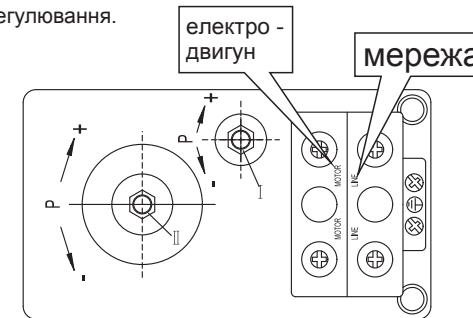 егулювання.
електро -
двигун
мережа
+
P
-
+
P
-
I
II
MOTOR
LINE
MOTOR
LINE